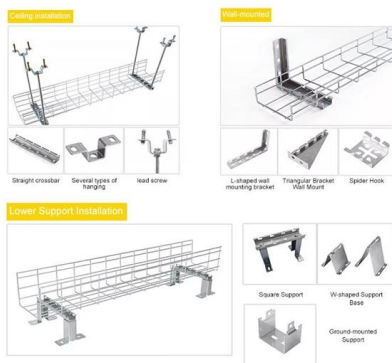 Ceiling installation
Wall-mounted
Straight crossbar
Several types of
hanging
lead screw
L-shaped wall
mounting bracket
Triangular Bracket
Wall Mount
Spider Hook
Lower Support Installation
Square Support
W-shaped Support
Base
Ground-mounted
Support